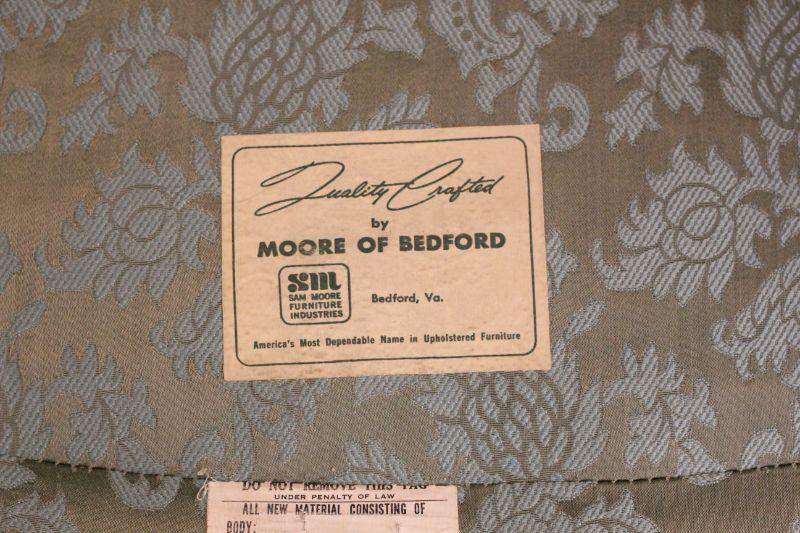 Quality Crafted
by
MOORE OF BEDFORD
sm
SAM MOORE
FURNITURE
INDUSTRIES
Bedford, Va.
America's Most Dependable Name in Upholstered Furniture
DO NOT REMOVE THIS TAG
UNDER PENALTY OF LAW
ALL NEW MATERIAL CONSISTING OF
BODY: